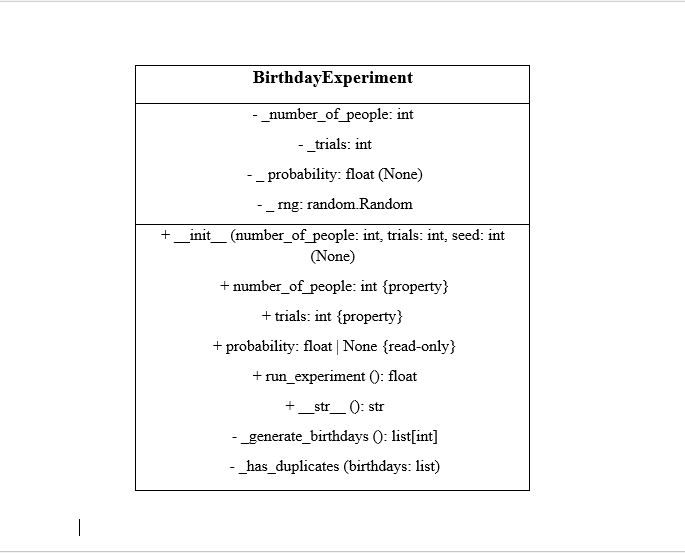 BirthdayExperiment
- _number_of_people: int
- _trials: int
- _ probability: float (None)
- _ rng: random.Random
+ __init__ (number_of_people: int, trials: int, seed: int
(None)
+ number_of_people: int {property}
+ trials: int {property}
+ probability: float | None {read-only}
+ run_experiment (): float
+ __str__ (): str
- _generate_birthdays (): list[int]
- _has_duplicates (birthdays: list)